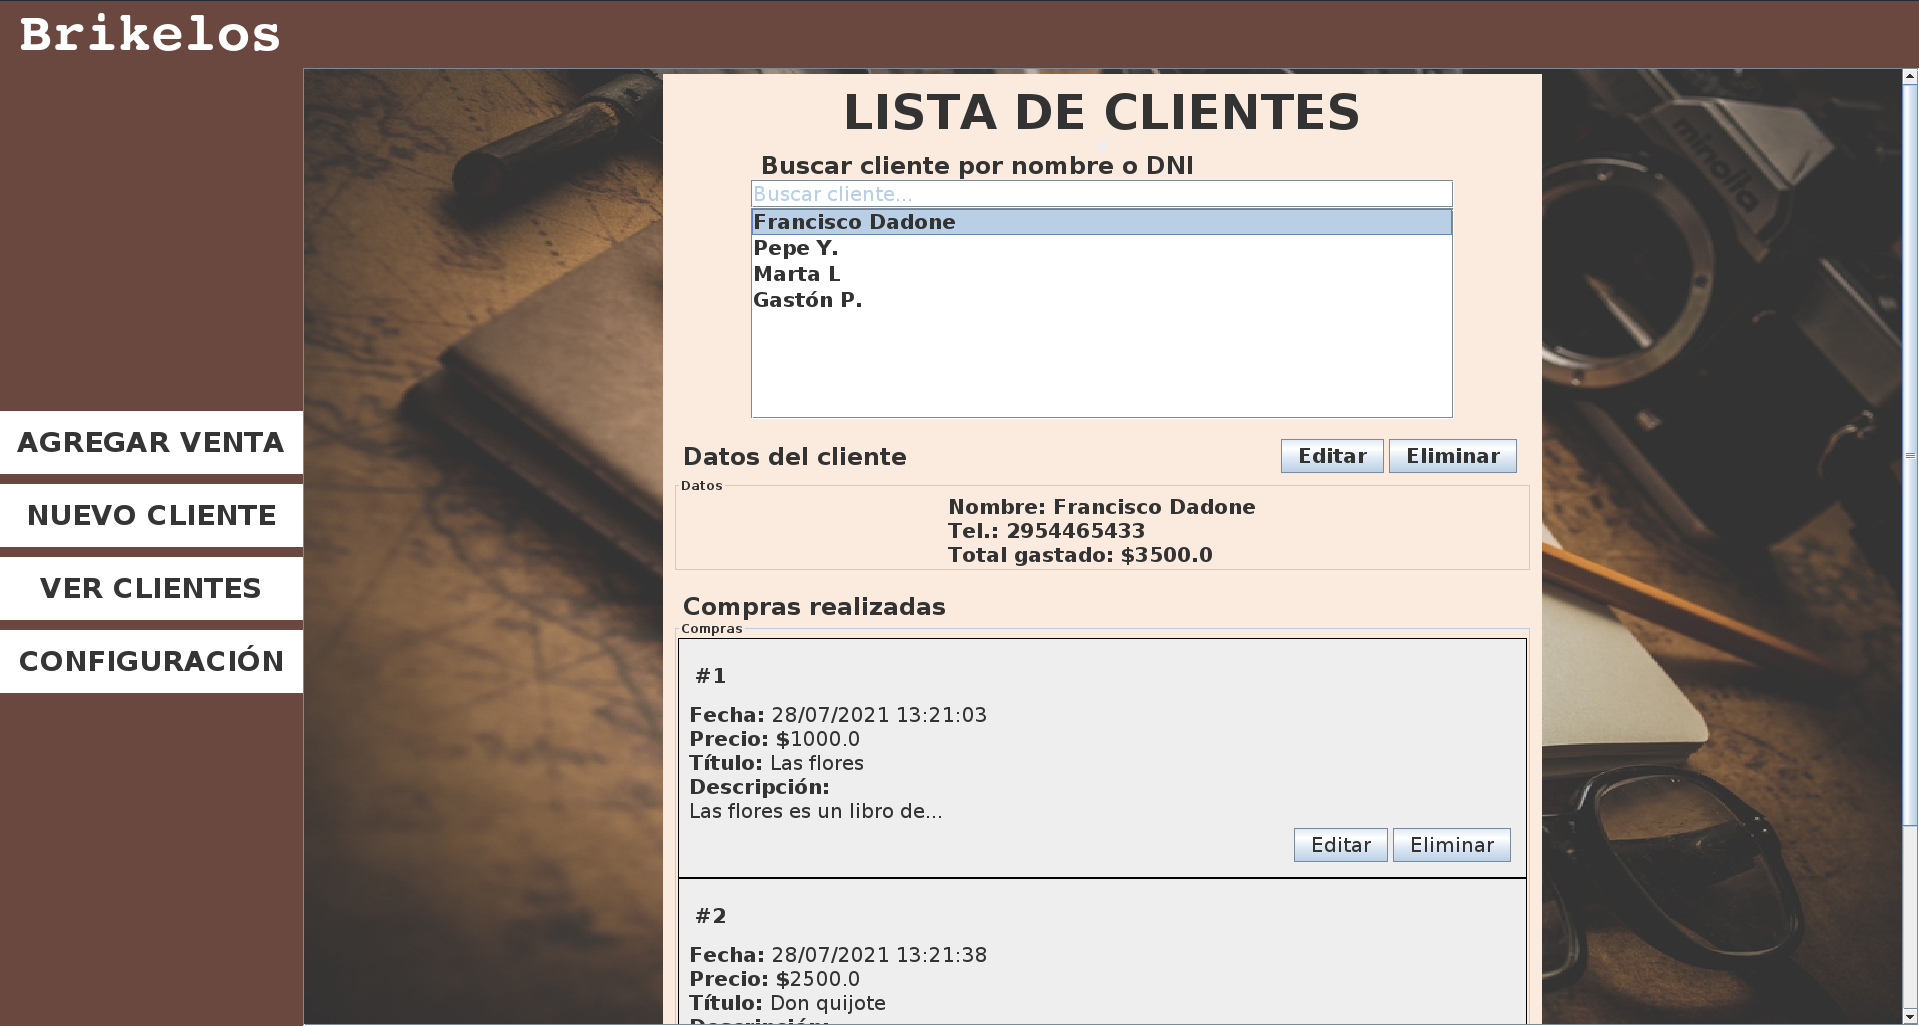 Brikelos
LISTA DE CLIENTES
Buscar cliente por nombre o DNI
Buscar cliente...
Francisco Dadone
Pepe Y.
Marta L
Gastón P.
AGREGAR VENTA
NUEVO CLIENTE
VER CLIENTES
CONFIGURACIÓN
Datos del cliente
Editar Eliminar
Datos
Nombre: Francisco Dadone
Tel.: 2954465433
Total gastado: $3500.0
Compras realizadas
Compras
#1
Fecha: 28/07/2021 13:21:03
Precio: $1000.0
Título: Las flores
Descripción:
Las flores es un libro de...
Editar Eliminar
#2
Fecha: 28/07/2021 13:21:38
Precio: $2500.0
Título: Don quijote
Descripción:
minolla